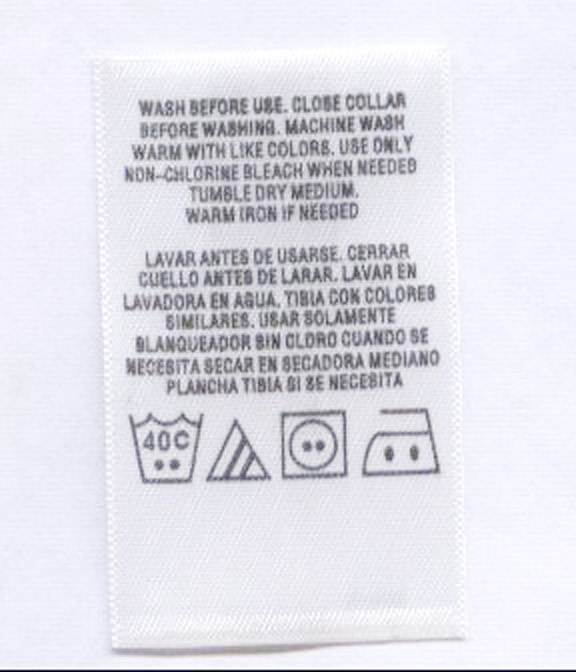 WASH BEFORE USE. CLOSE COLLAR
BEFORE WASHING. MACHINE WASH
WARM WITH LIKE COLORS. USE ONLY
NON-CHLORINE BLEACH WHEN NEEDED
TUMBLE DRY MEDIUM.
WARM IRON IF NEEDED
LAVAR ANTES DE USARSE. CERRAR
CUELLO ANTES DE LARAR. LAVAR EN
LAVADORA EN AGUA. TIBIA CON COLORES
SIMILARES. USAR SOLAMENTE
BLANQUEADOR SIN CLORO CUANDO SE
NECESITA SECAR EN SECADORA MEDIANO
PLANCHA TIBIA SI SE NECESITA
40C